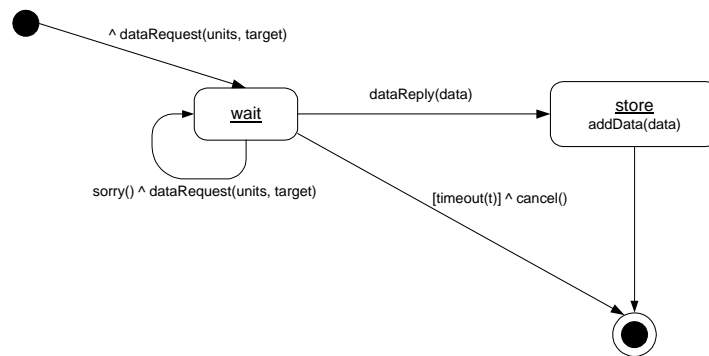 ^ dataRequest(units, target)
dataReply(data)
wait
store
addData(data)
sorry() ^ dataRequest(units, target)
[timeout(t)] ^ cancel()